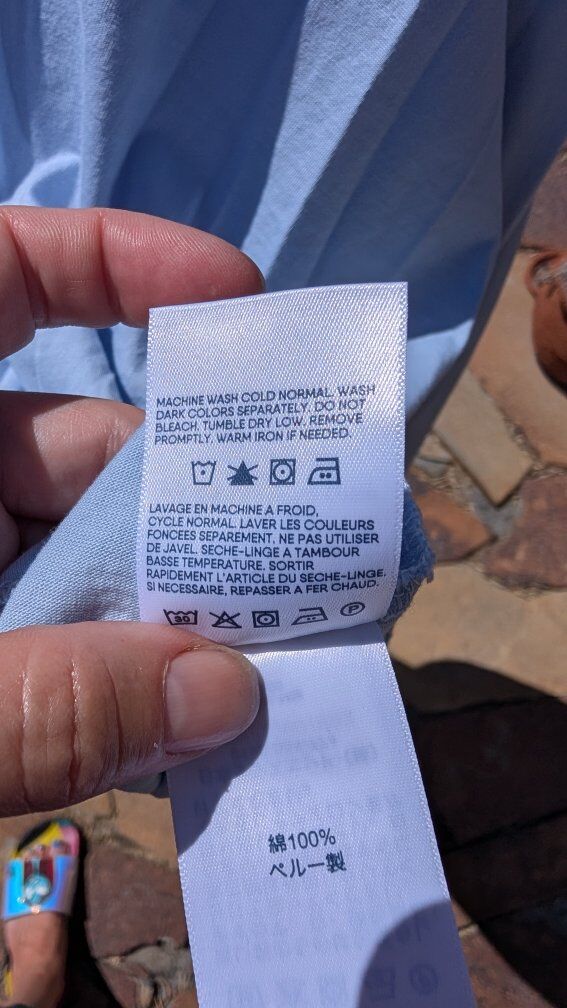 MACHINE WASH COLD NORMAL. WASH
DARK COLORS SEPARATELY. DO NOT
BLEACH. TUMBLE DRY LOW. REMOVE
PROMPTLY. WARM IRON IF NEEDED.
LAVAGE EN MACHINE A FROID,
CYCLE NORMAL. LAVER LES COULEURS
FONCEES SEPAREMENT. NE PAS UTILISER
DE JAVEL. SECHE-LINGE A TAMBOUR
BASSE TEMPERATURE. SORTIR
RAPIDEMENT L'ARTICLE DU SECHE-LINGE.
SI NECESSAIRE, REPASSER A FER CHAUD.
30 P
綿100%
ペルー製